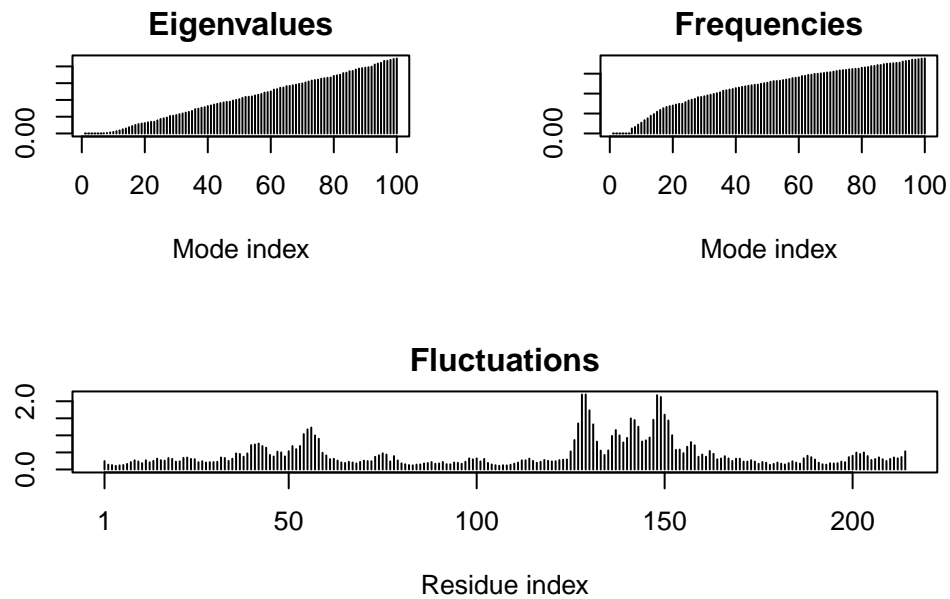 Eigenvalues
0.00
0 20 40 60 80 100
Mode index
Frequencies
0.00
0 20 40 60 80 100
Mode index
Fluctuations
2.0
0.0
1 50 100 150 200
Residue index